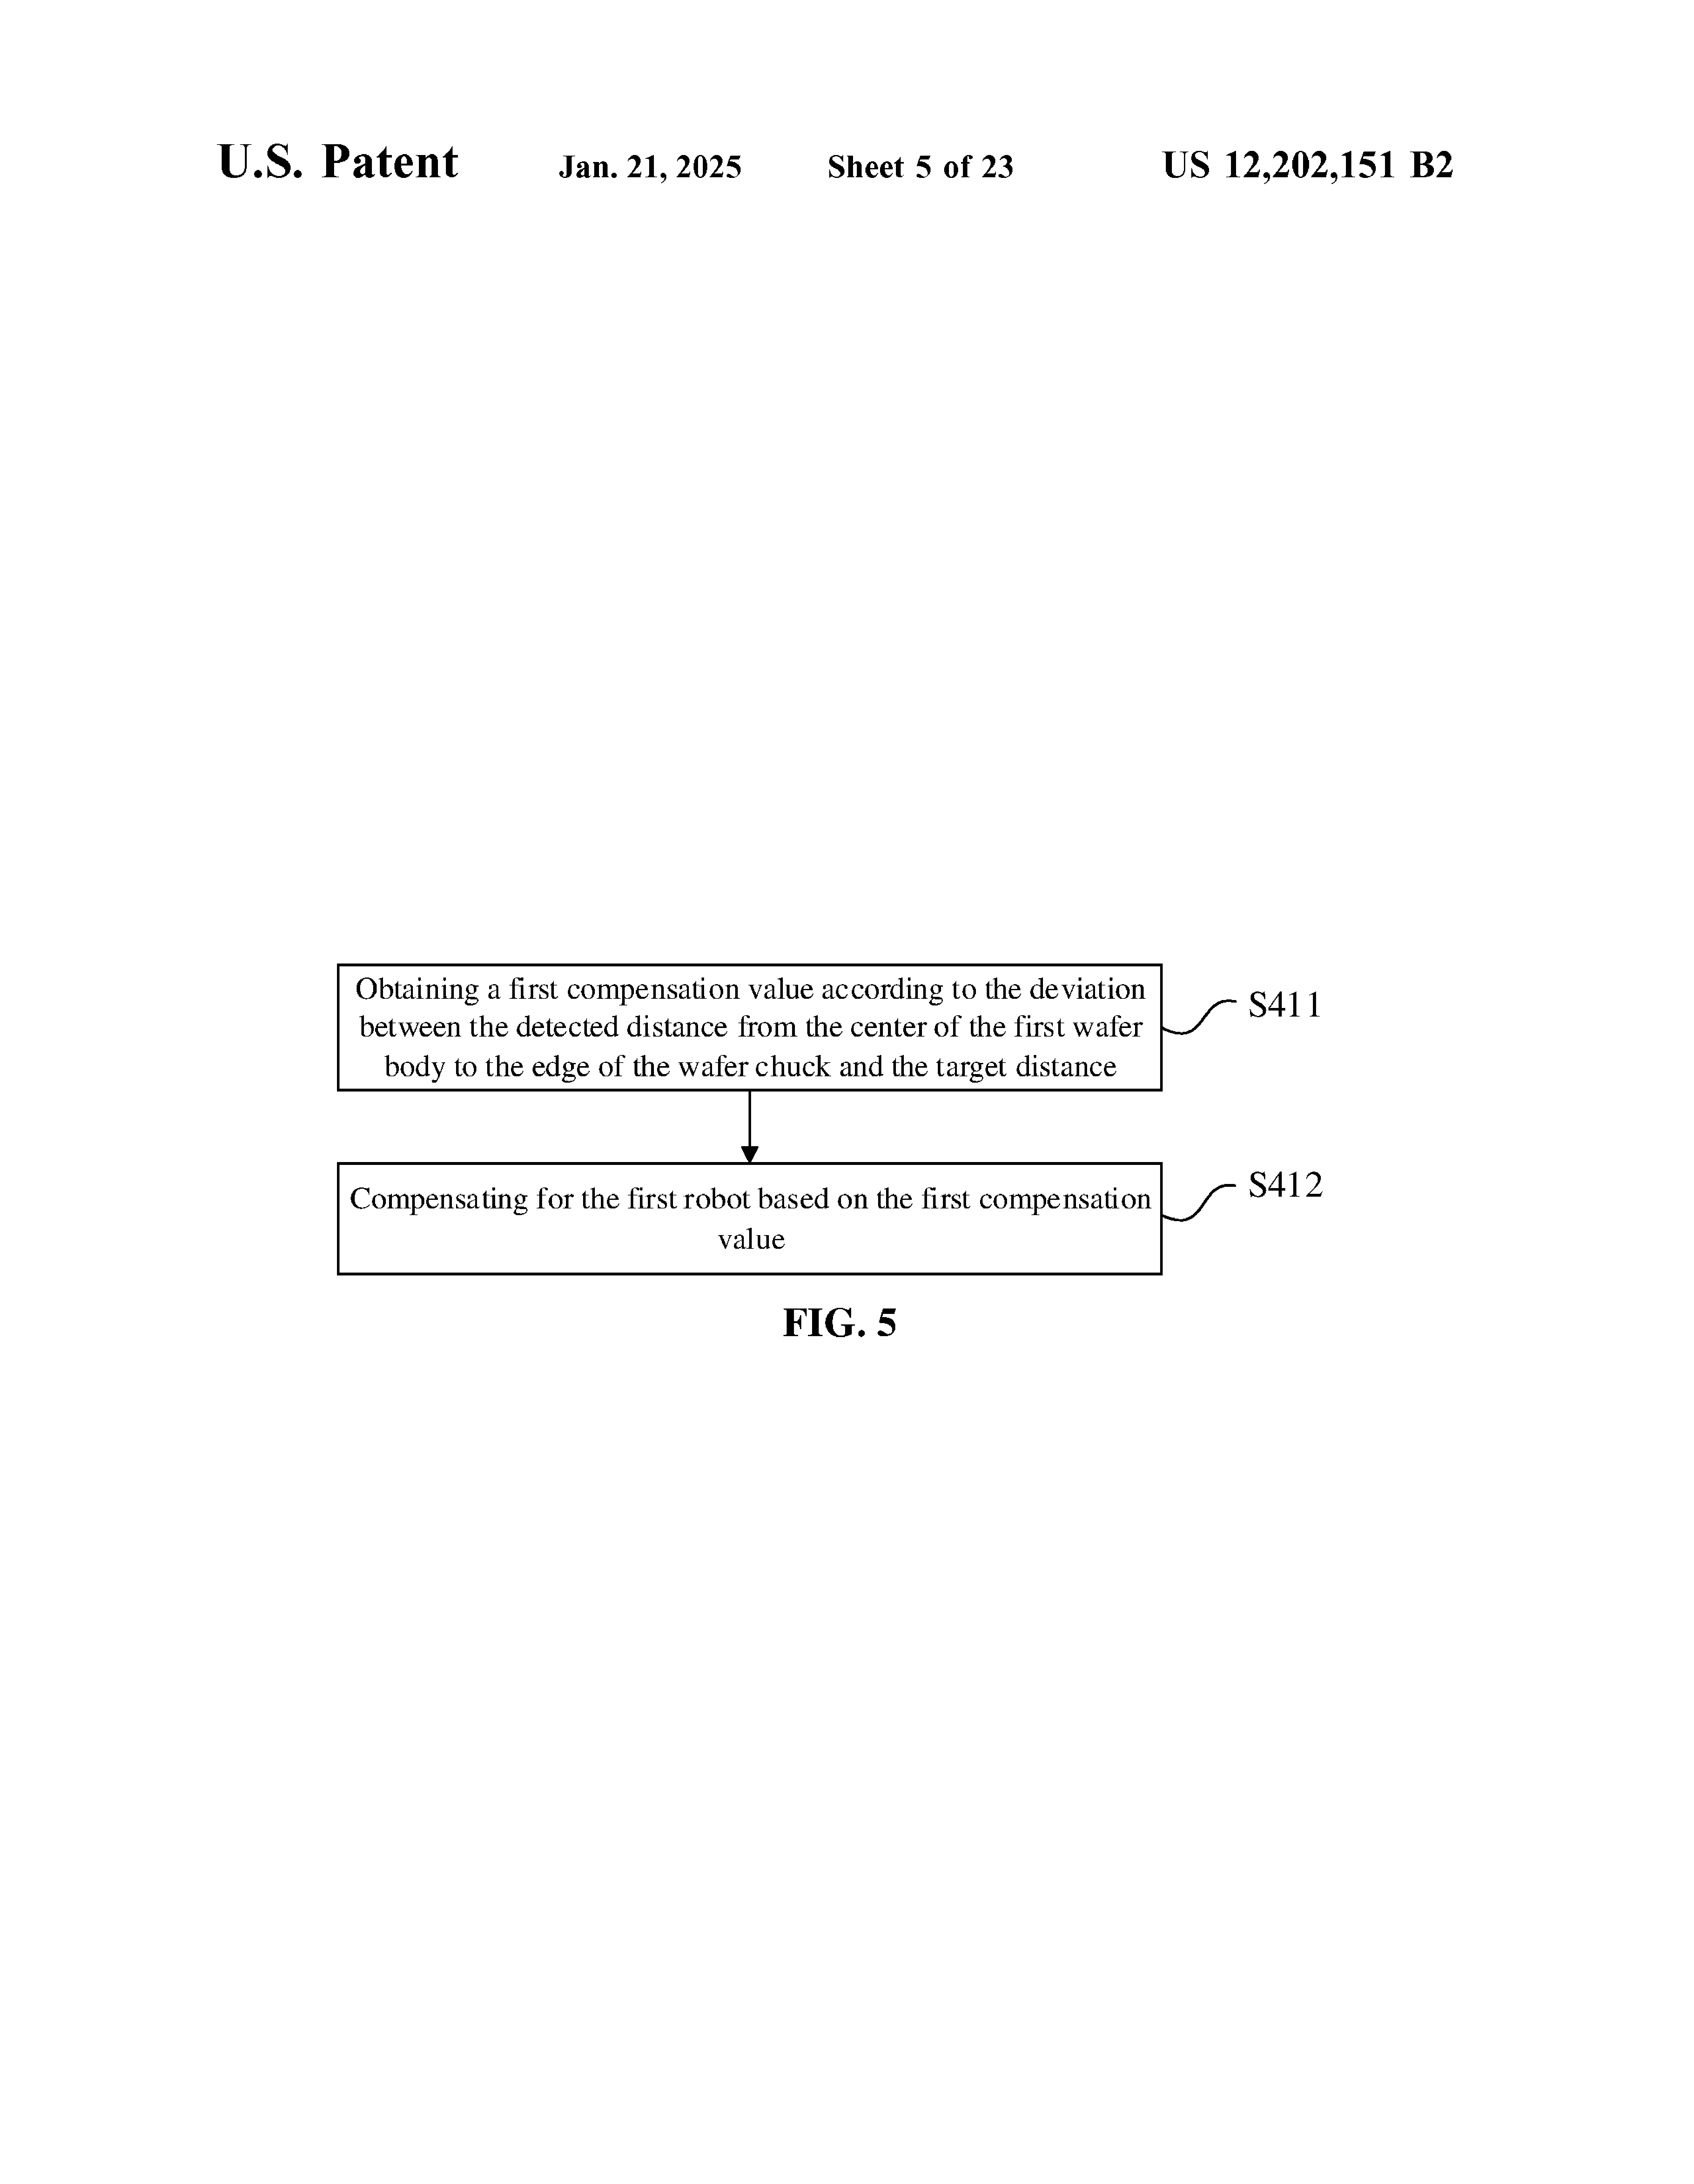 U.S. Patent Jan. 21, 2025 Sheet 5 of 23 US 12,202,151 B2
Obtaining a first compensation value according to the deviation
between the detected distance from the center of the first wafer
body to the edge of the wafer chuck and the target distance
S411
Compensating for the first robot based on the first compensation
value
S412
FIG. 5